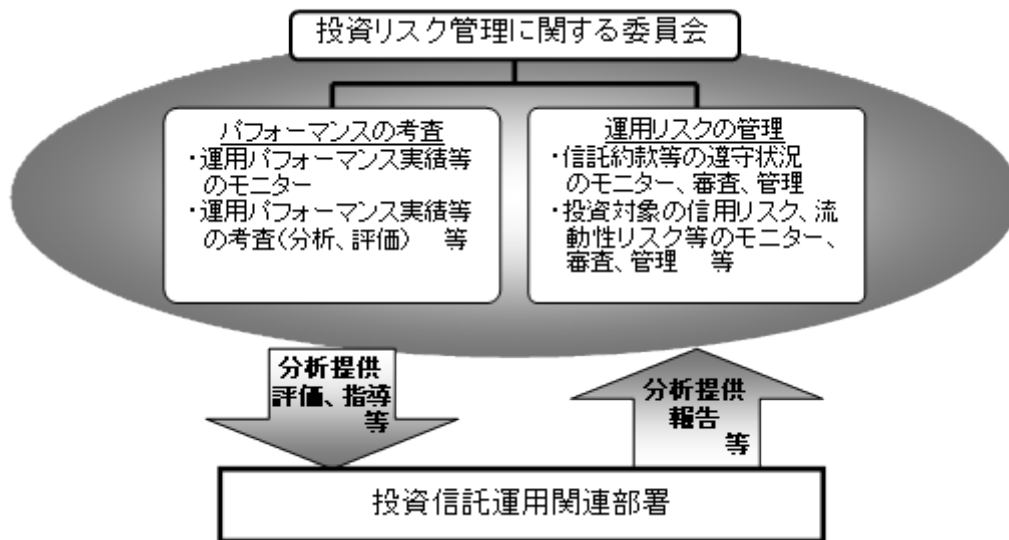 投資リスク管理に関する委員会
パフォーマンスの考査
・運用パフォーマンス実績等
のモニター
・運用パフォーマンス実績等
の考査(分析、評価) 等
運用リスクの管理
・信託約款等の遵守状況
のモニター、審査、管理
・投資対象の信用リスク、流
動性リスク等のモニター、
審査、管理 等
分析提供
評価、指導
等
分析提供
報告
等
投資信託運用関連部署